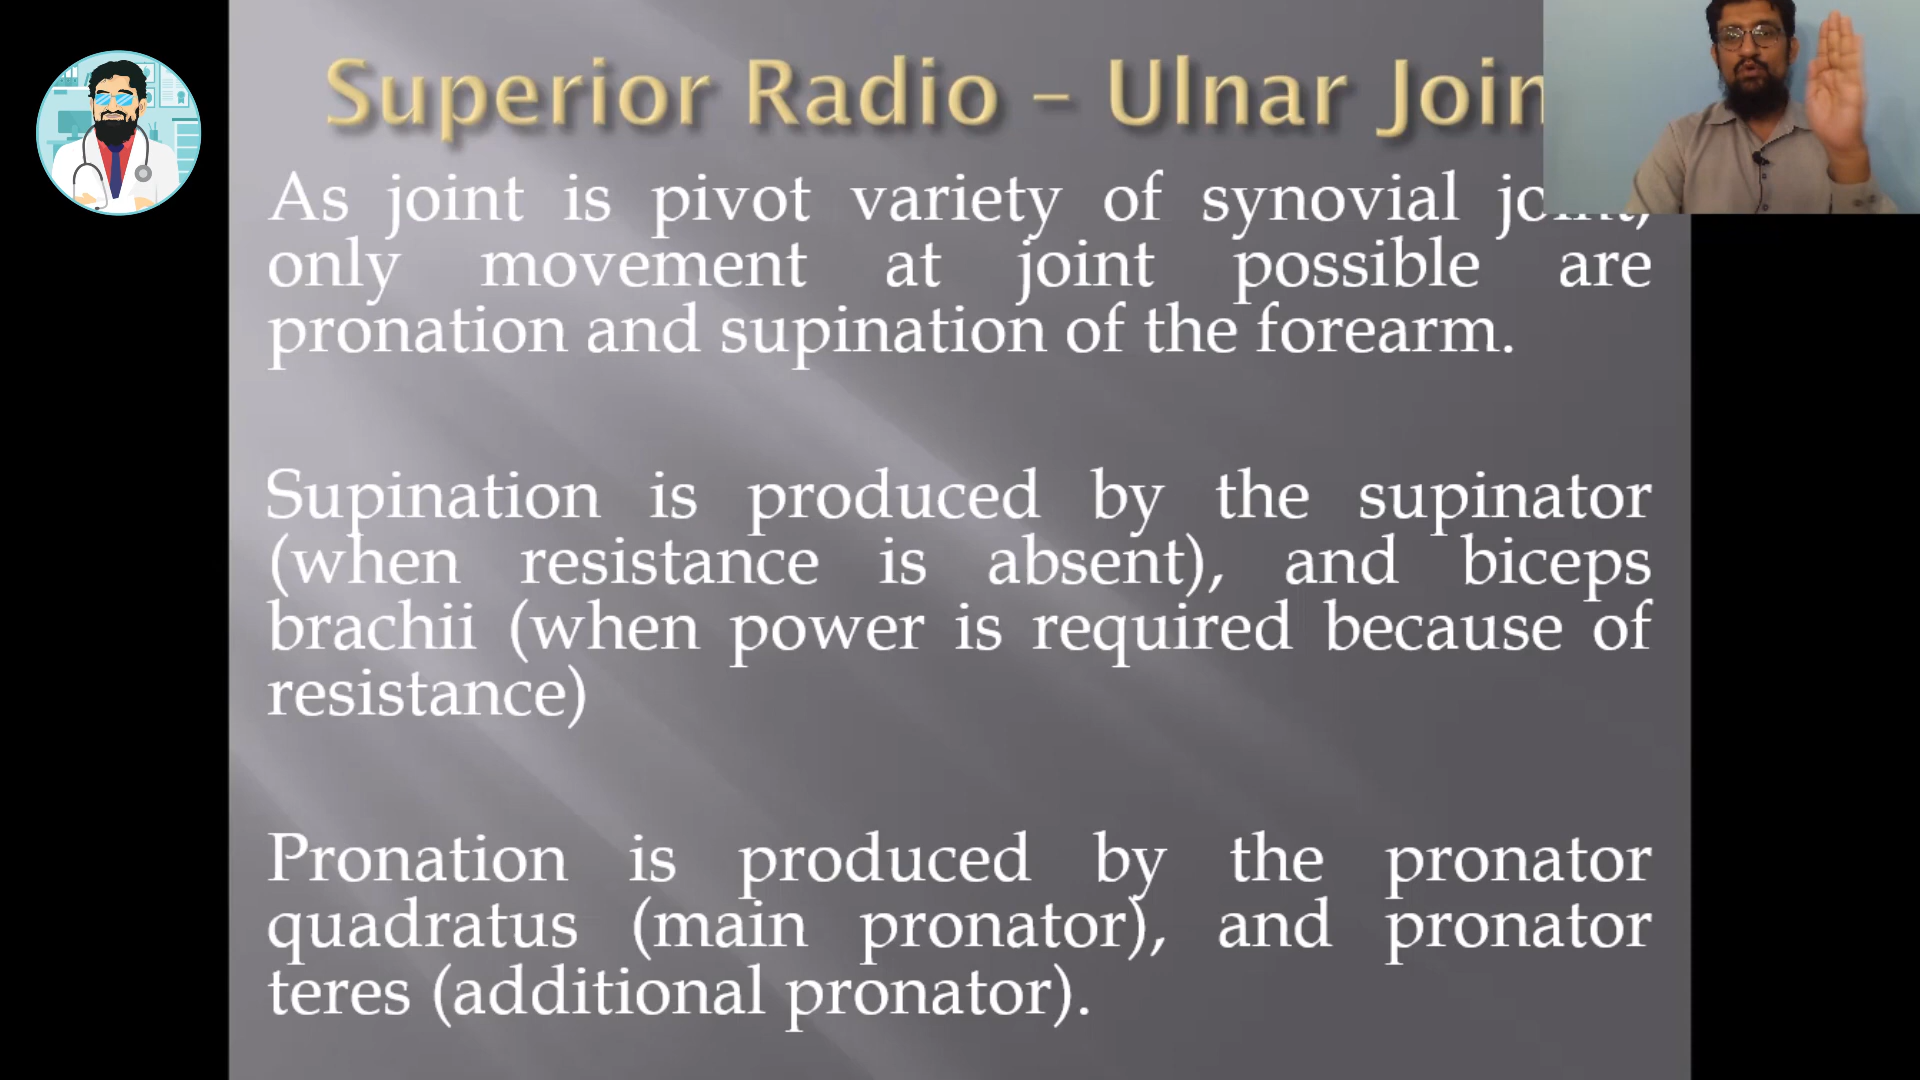 Superior Radio – Ulnar Join
As joint is pivot variety of synovial joint,
only movement at joint possible are
pronation and supination of the forearm.
Supination is produced by the supinator
(when resistance is absent), and biceps
brachii (when power is required because of
resistance)
Pronation is produced by the pronator
quadratus (main pronator), and pronator
teres (additional pronator).